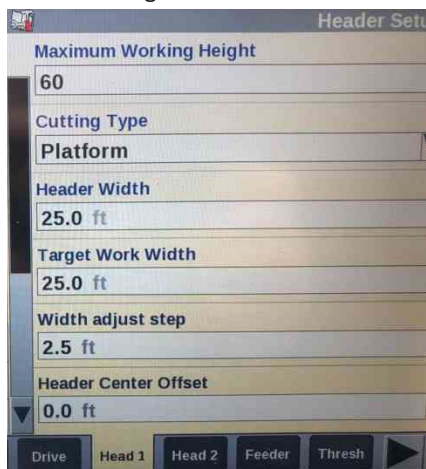 Header Setu
Maximum Working Height
60
Cutting Type
Platform
Header Width
25.0 ft
Target Work Width
25.0 ft
Width adjust step
2.5 ft
Header Center Offset
0.0 ft
Drive Head 1 Head 2 Feeder Thresh